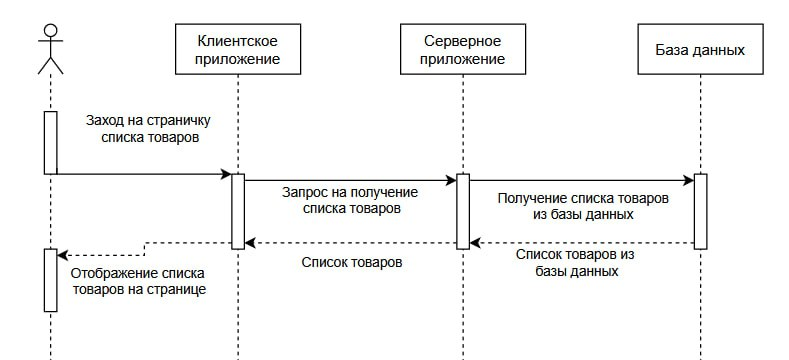 Клиентское
приложение
Серверное
приложение
База данных
Заход на страничку
списка товаров
Запрос на получение
списка товаров
Получение списка товаров
из базы данных
Список товаров из
базы данных
Список товаров
Отображение списка
товаров на странице